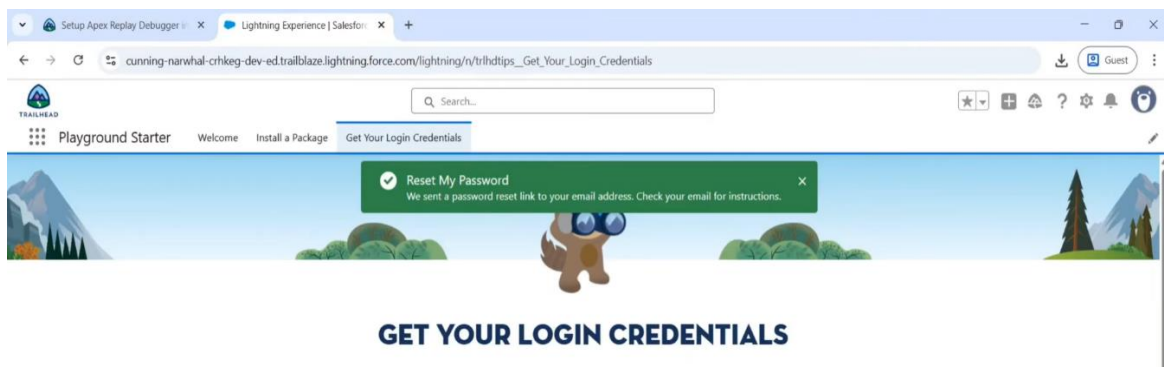 Setup Apex Replay Debugger in
Lightning Experience | Salesforc
cunning-narwhal-crhkeg-dev-ed.trailblaze.lightning.force.com/lightning/n/trlhdtips__Get_Your_Login_Credentials
Guest
TRAILHEAD
Search...
Playground Starter Welcome Install a Package Get Your Login Credentials
Reset My Password
We sent a password reset link to your email address. Check your email for instructions.
GET YOUR LOGIN CREDENTIALS